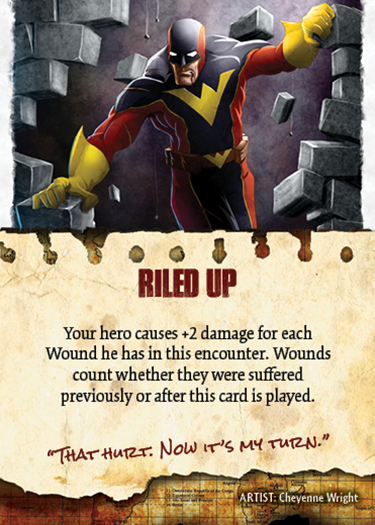 RILED UP
Your hero causes +2 damage for each
Wound he has in this encounter. Wounds
count whether they were suffered
previously or after this card is played.
"That hurt. Now it's my turn."
ARTIST: Cheyenne Wright